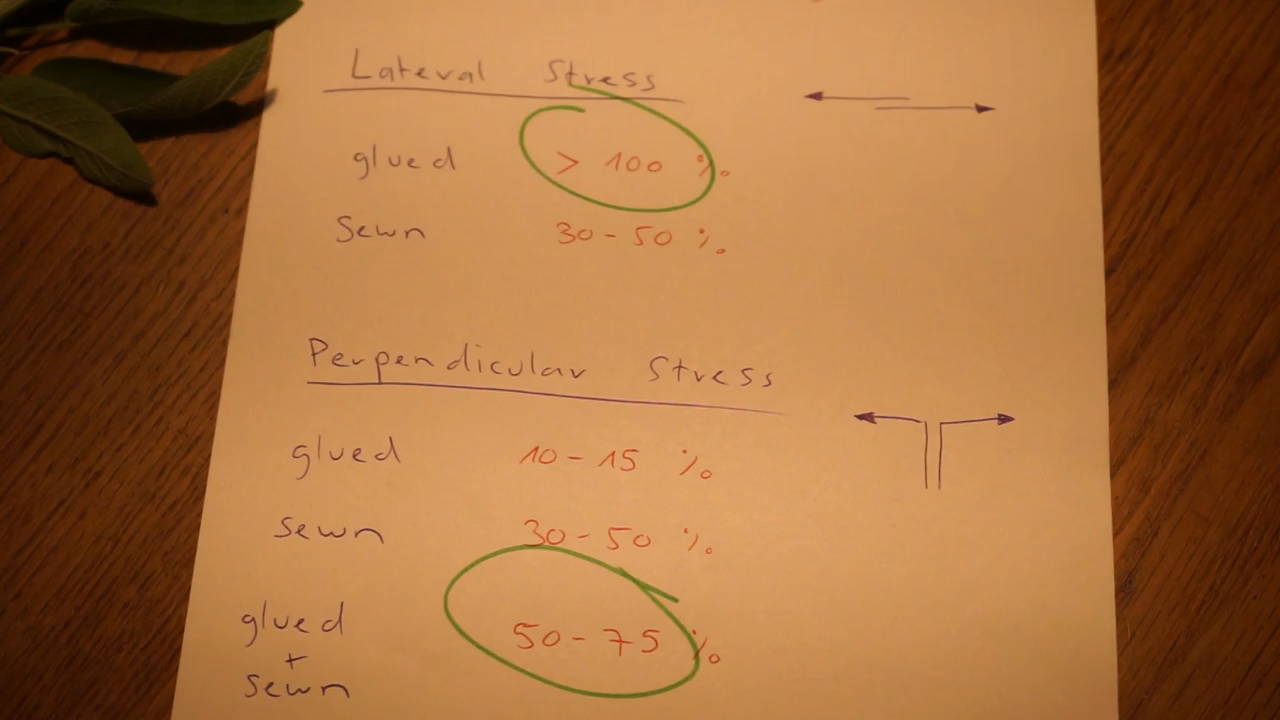 Lateral Stress
glued > 100 %
Sewn 30-50 %
Perpendicular Stress
glued 10-15 %
sewn 30-50 %
glued 50-75 %
+
sewn